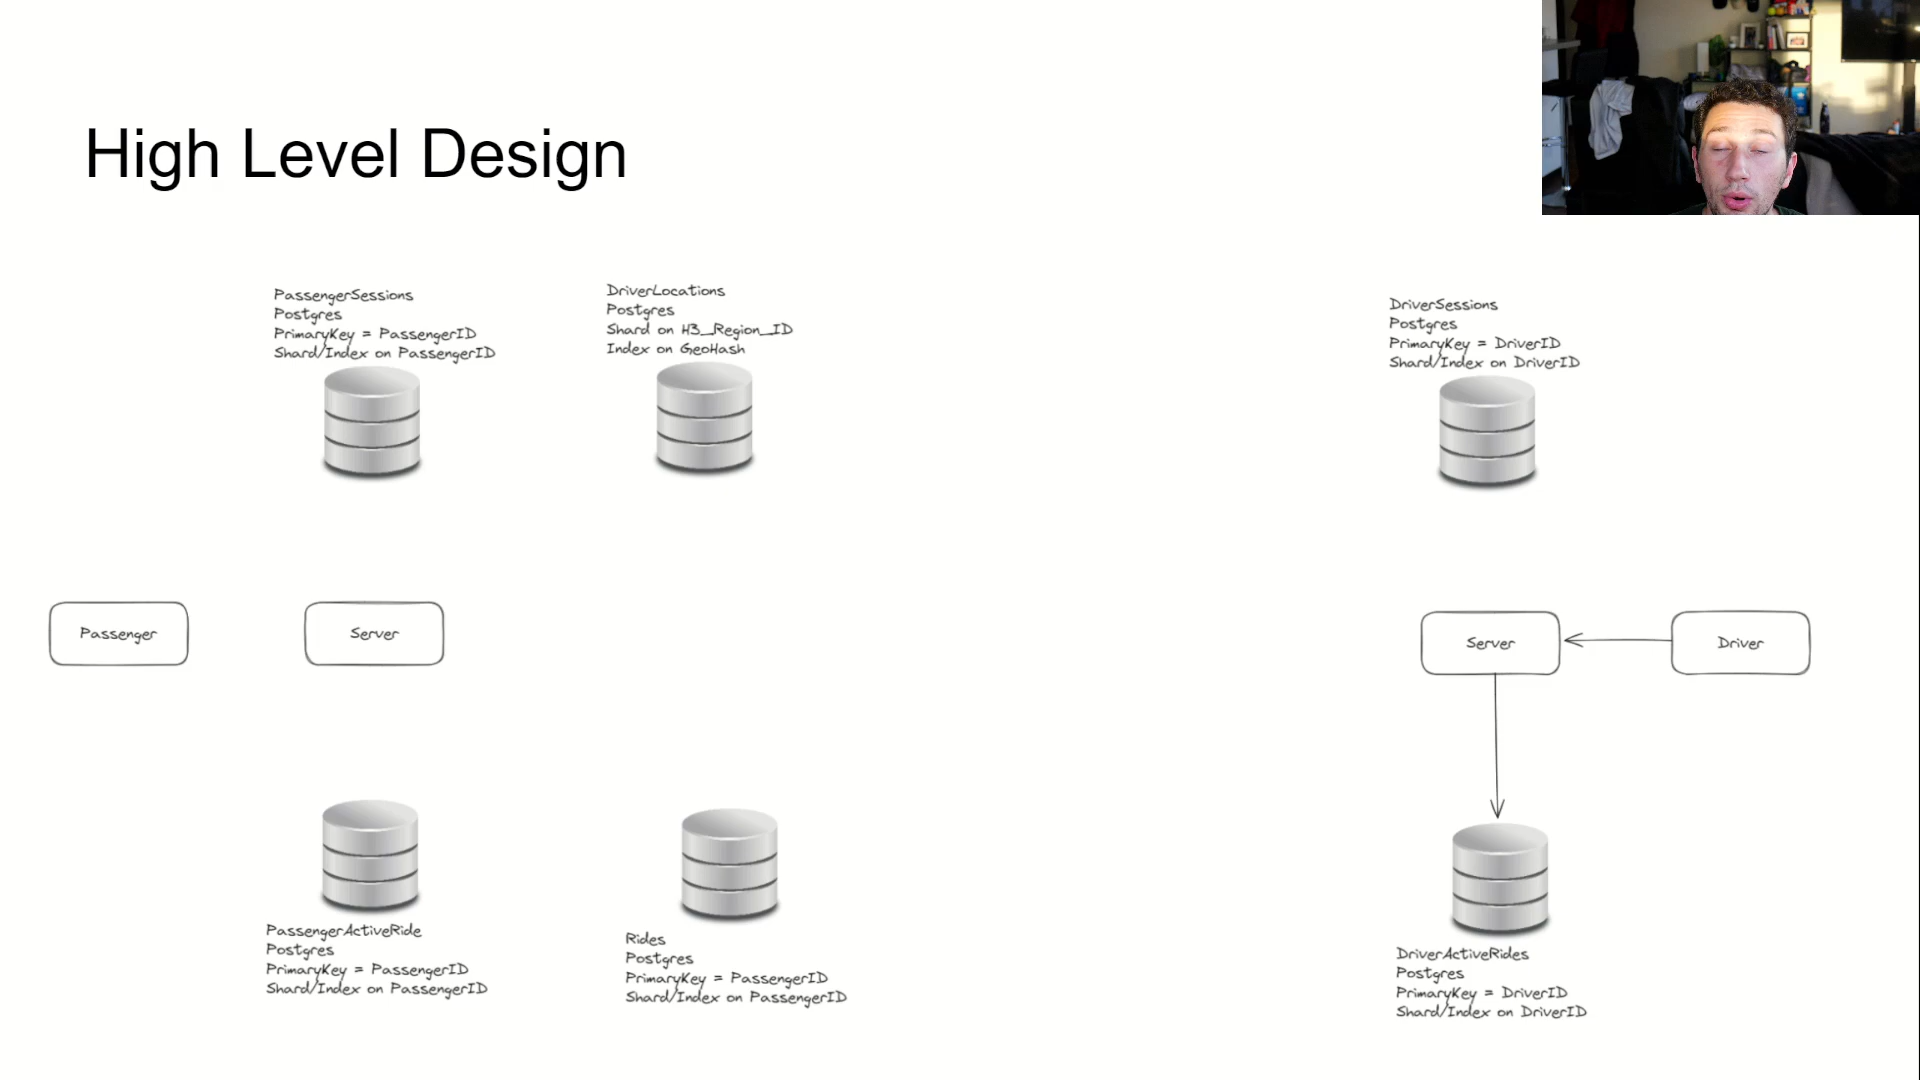 High Level Design
PassengerSessions
Postgres
PrimaryKey = PassengerID
Shard/Index on PassengerID
DriverLocations
Postgres
Shard on H3_Region_ID
Index on GeoHash
DriverSessions
Postgres
PrimaryKey = DriverID
Shard/Index on DriverID
Passenger
Server
Server
Driver
PassengerActiveRide
Postgres
PrimaryKey = PassengerID
Shard/Index on PassengerID
Rides
Postgres
PrimaryKey = PassengerID
Shard/Index on PassengerID
DriverActiveRides
Postgres
PrimaryKey = DriverID
Shard/Index on DriverID